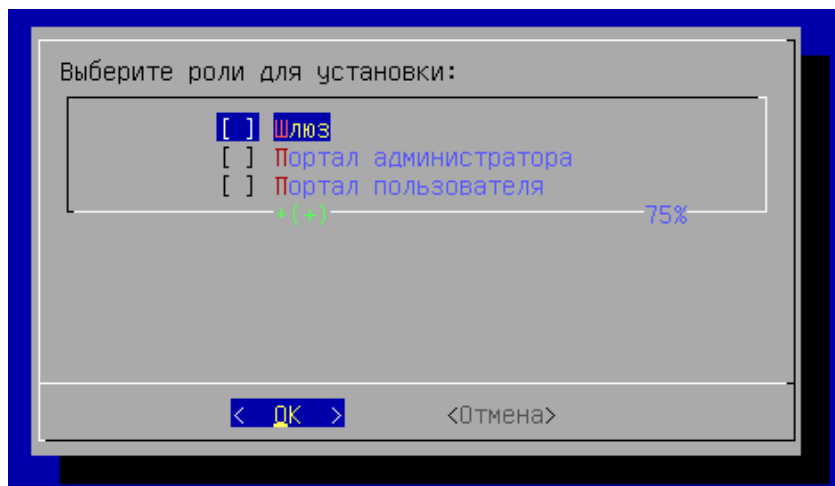 Выберите роли для установки:
[ ] Шлюз
[ ] Портал администратора
[ ] Портал пользователя
↓(+) 75%
< OK > <Отмена>